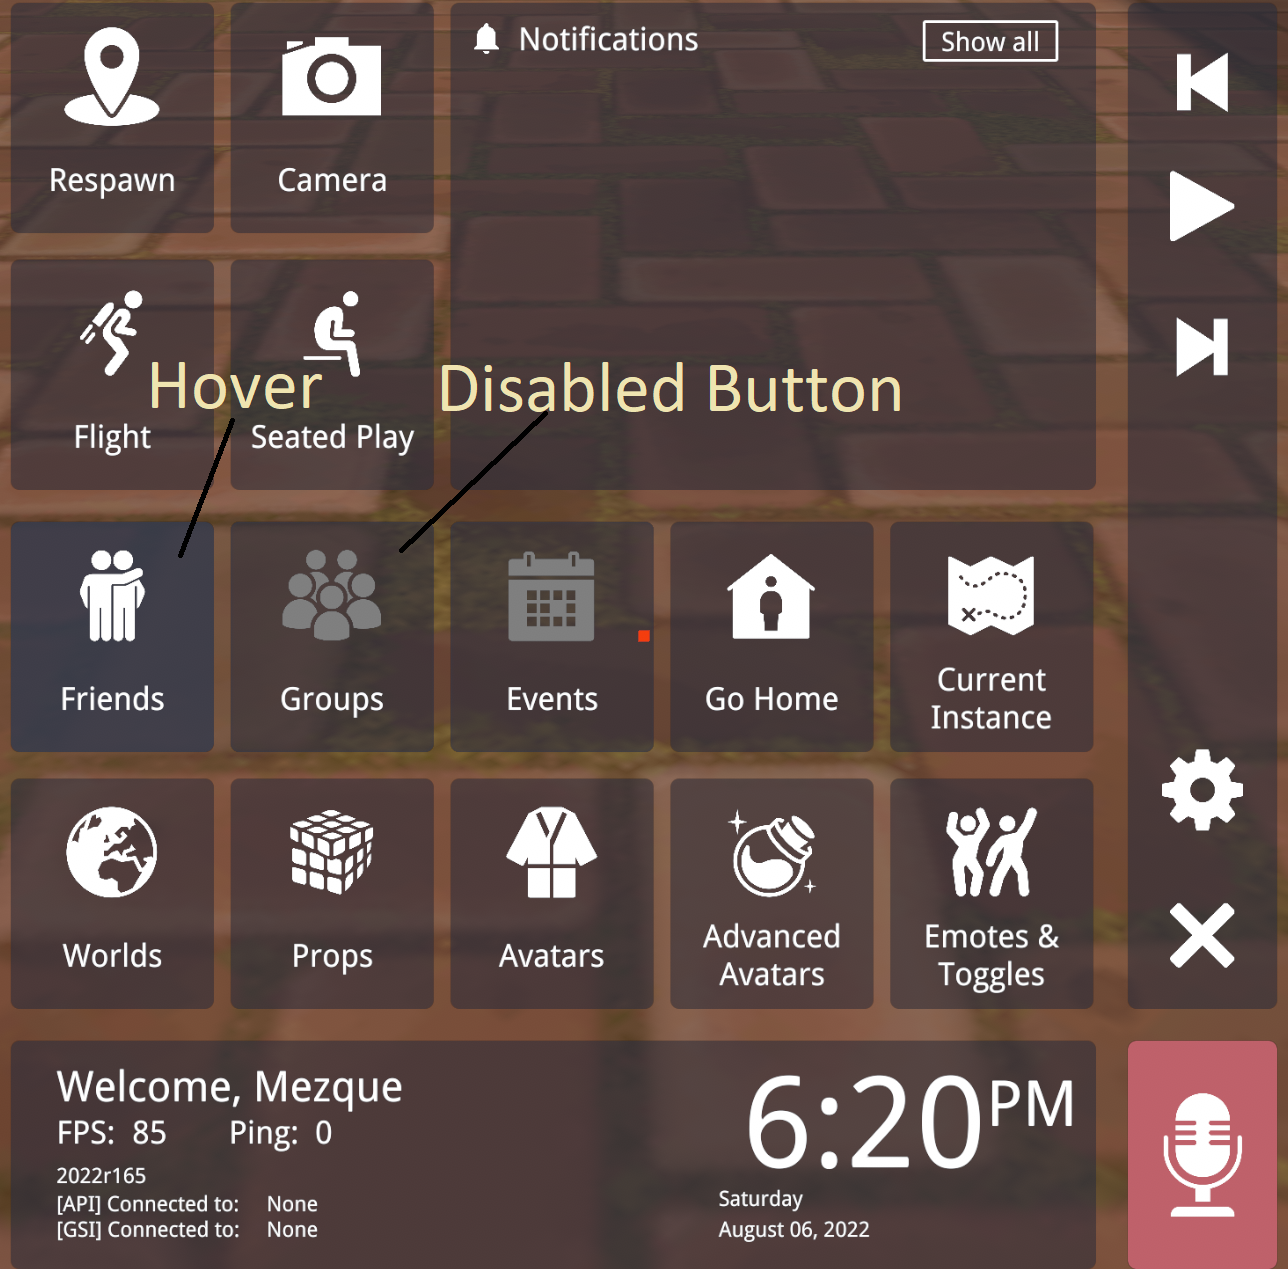 Notifications
Show all
Respawn
Camera
Hover
Disabled Button
Flight
Seated Play
Friends
Groups
Events
Go Home
Current
Instance
Worlds
Props
Avatars
Advanced
Avatars
Emotes &
Toggles
Welcome, Mezque
FPS: 85 Ping: 0
2022r165
[API] Connected to: None
[GSI] Connected to: None
6:20PM
Saturday
August 06, 2022